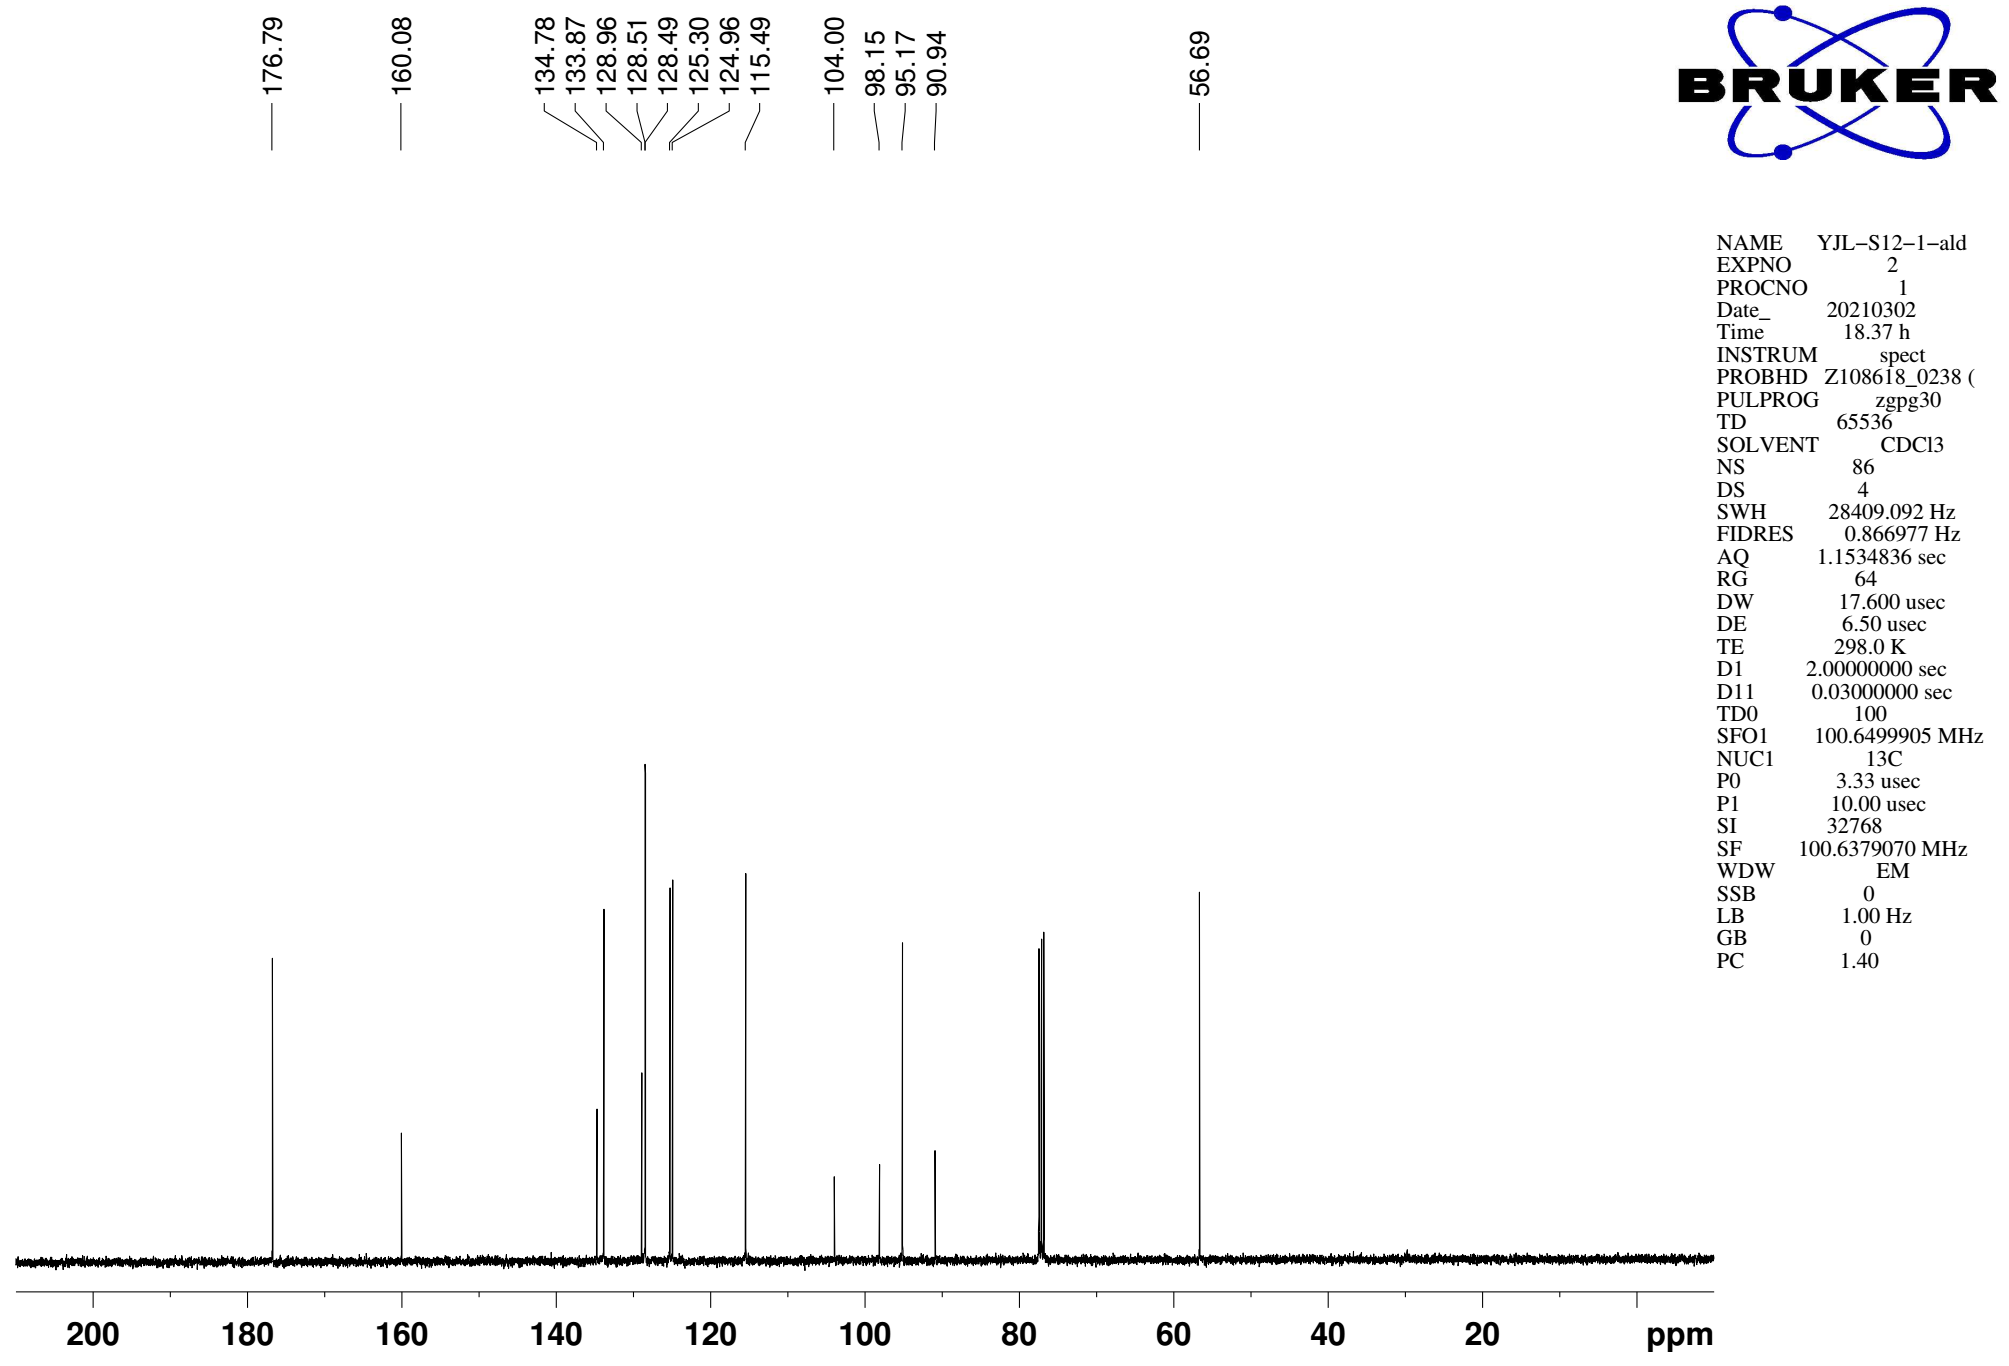 176.79
160.08
134.78
133.87
128.96
128.51
128.49
125.30
124.96
115.49
104.00
98.15
95.17
90.94
56.69
BRUKER
NAME YJL-S12-1-ald
EXPNO 2
PROCNO 1
Date_ 20210302
Time 18.37 h
INSTRUM spect
PROBHD Z108618_0238 (
PULPROG zgpg30
TD 65536
SOLVENT CDCl3
NS 86
DS 4
SWH 28409.092 Hz
FIDRES 0.866977 Hz
AQ 1.1534836 sec
RG 64
DW 17.600 usec
DE 6.50 usec
TE 298.0 K
D1 2.00000000 sec
D11 0.03000000 sec
TD0 100
SFO1 100.6499905 MHz
NUC1 13C
P0 3.33 usec
P1 10.00 usec
SI 32768
SF 100.6379070 MHz
WDW EM
SSB 0
LB 1.00 Hz
GB 0
PC 1.40
200 180 160 140 120 100 80 60 40 20 ppm